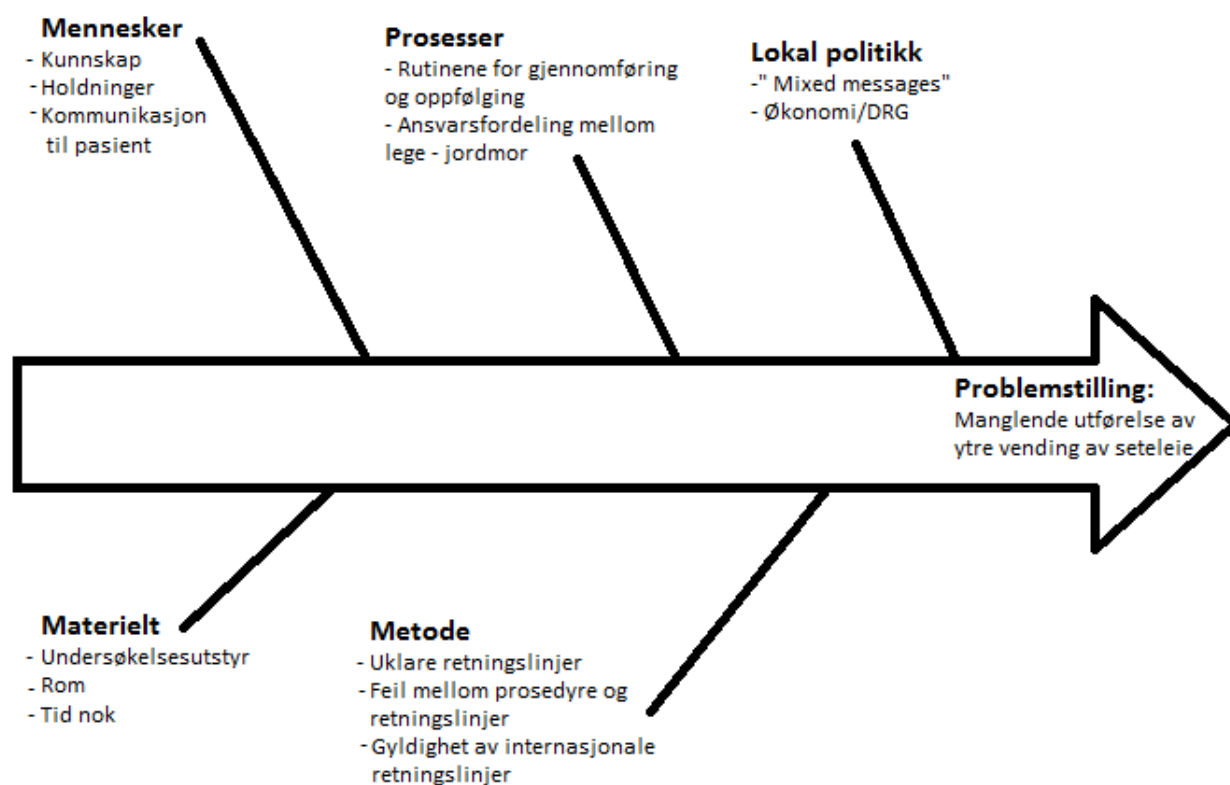 Mennesker
- Kunnskap
- Holdninger
- Kommunikasjon
til pasient
Prosesser
- Rutinene for gjennomføring
og oppfølging
- Ansvarsfordeling mellom
lege - jordmor
Lokal politikk
-" Mixed messages"
- Økonomi/DRG
Problemstilling:
Manglende utførelse av
ytre vending av seteleie
Materielt
- Undersøkelsesutstyr
- Rom
- Tid nok
Metode
- Uklare retningslinjer
- Feil mellom prosedyre og
retningslinjer
- Gyldighet av internasjonale
retningslinjer